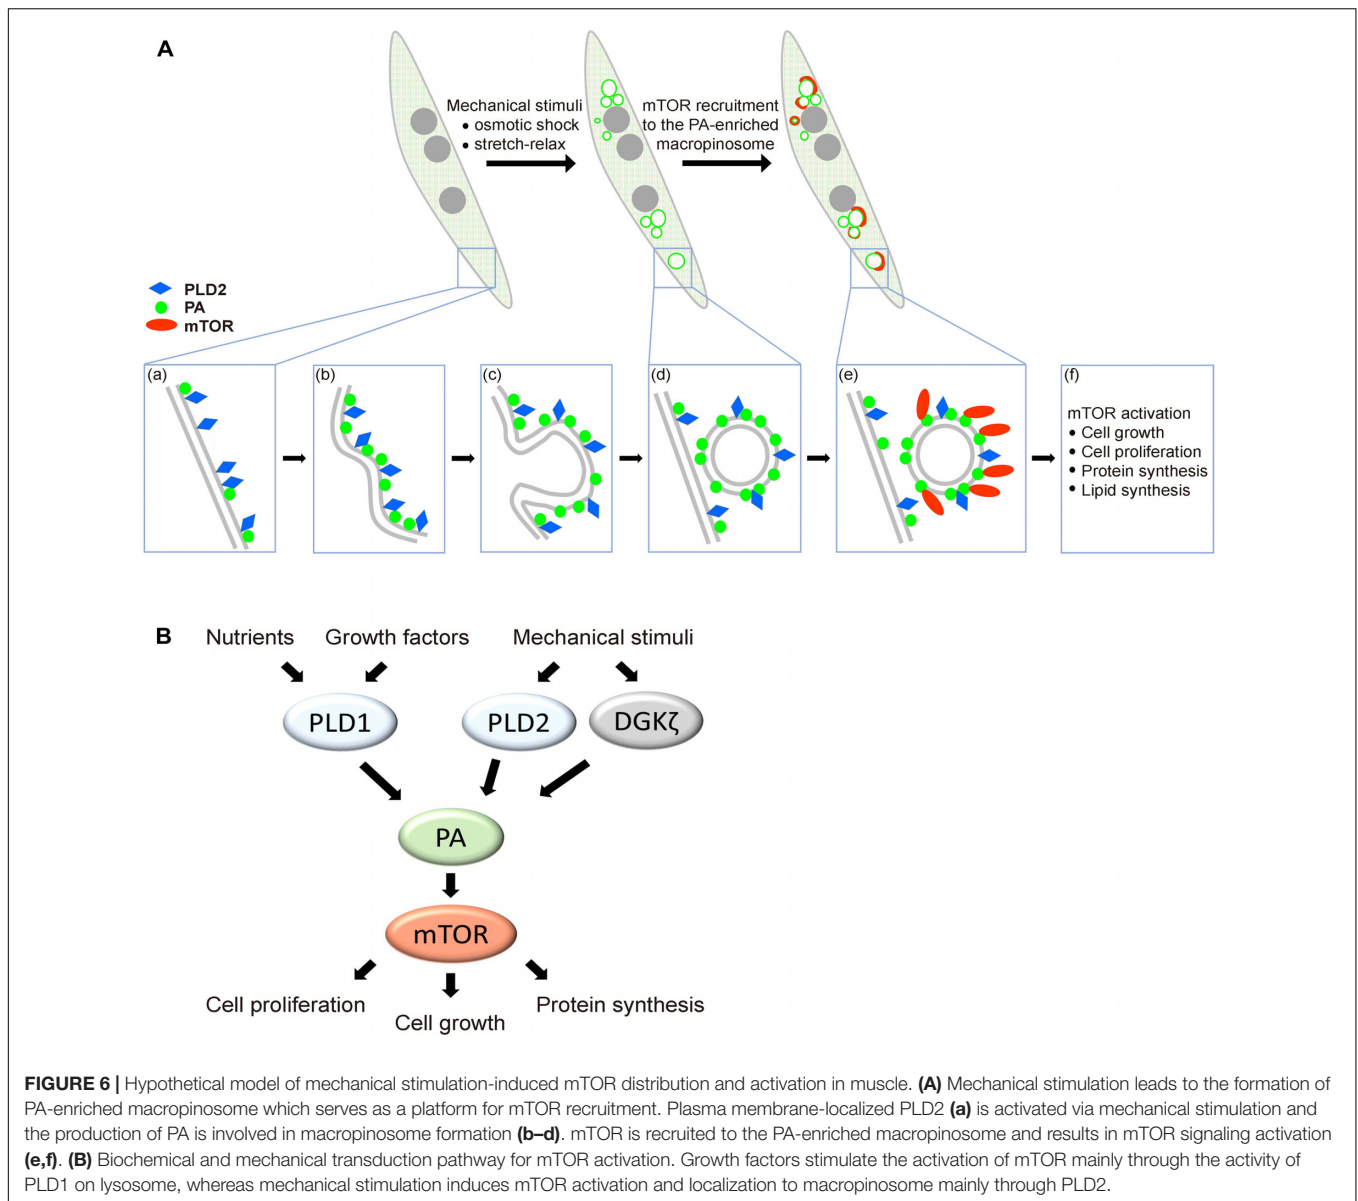 A
Mechanical stimuli
• osmotic shock
• stretch-relax
mTOR recruitment
to the PA-enriched
macropinosome
PLD2
PA
mTOR
(a)
(b)
(c)
(d)
(e)
(f)
mTOR activation
• Cell growth
• Cell proliferation
• Protein synthesis
• Lipid synthesis
B
Nutrients
Growth factors
Mechanical stimuli
PLD1
PLD2
DGKζ
PA
mTOR
Cell proliferation
Cell growth
Protein synthesis
FIGURE 6 | Hypothetical model of mechanical stimulation-induced mTOR distribution and activation in muscle. (A) Mechanical stimulation leads to the formation of
PA-enriched macropinosome which serves as a platform for mTOR recruitment. Plasma membrane-localized PLD2 (a) is activated via mechanical stimulation and
the production of PA is involved in macropinosome formation (b–d). mTOR is recruited to the PA-enriched macropinosome and results in mTOR signaling activation
(e,f). (B) Biochemical and mechanical transduction pathway for mTOR activation. Growth factors stimulate the activation of mTOR mainly through the activity of
PLD1 on lysosome, whereas mechanical stimulation induces mTOR activation and localization to macropinosome mainly through PLD2.